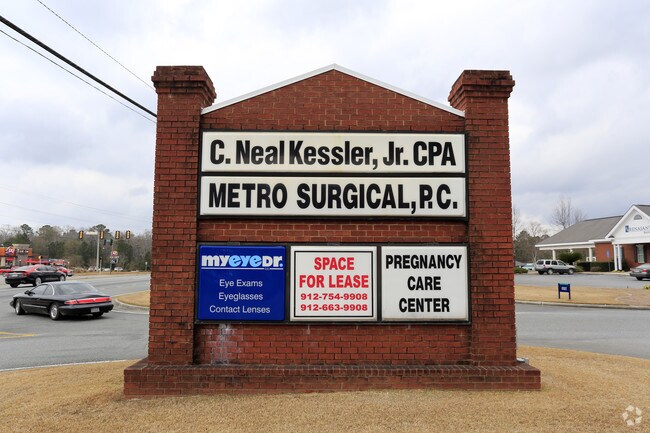 C. Neal Kessler, Jr. CPA
METRO SURGICAL, P.C.
myeyeDr.
Eye Exams
Eyeglasses
Contact Lenses
SPACE
FOR LEASE
912-754-9908
912-663-9908
PREGNANCY
CARE
CENTER